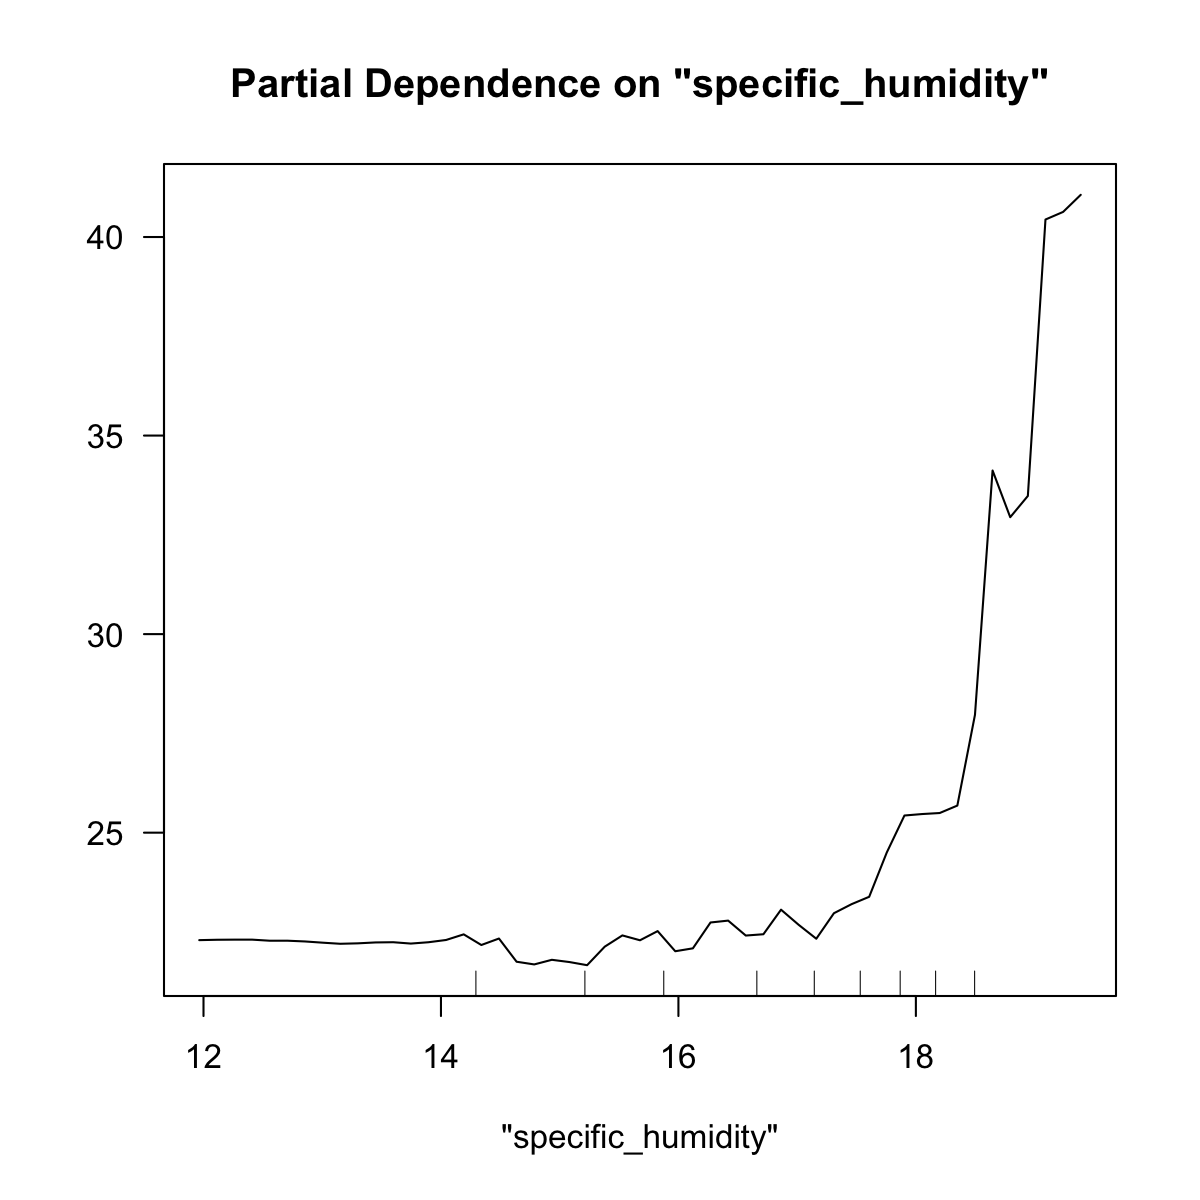 Partial Dependence on "specific_humidity"
40
35
30
25
12 14 16 18
"specific_humidity"